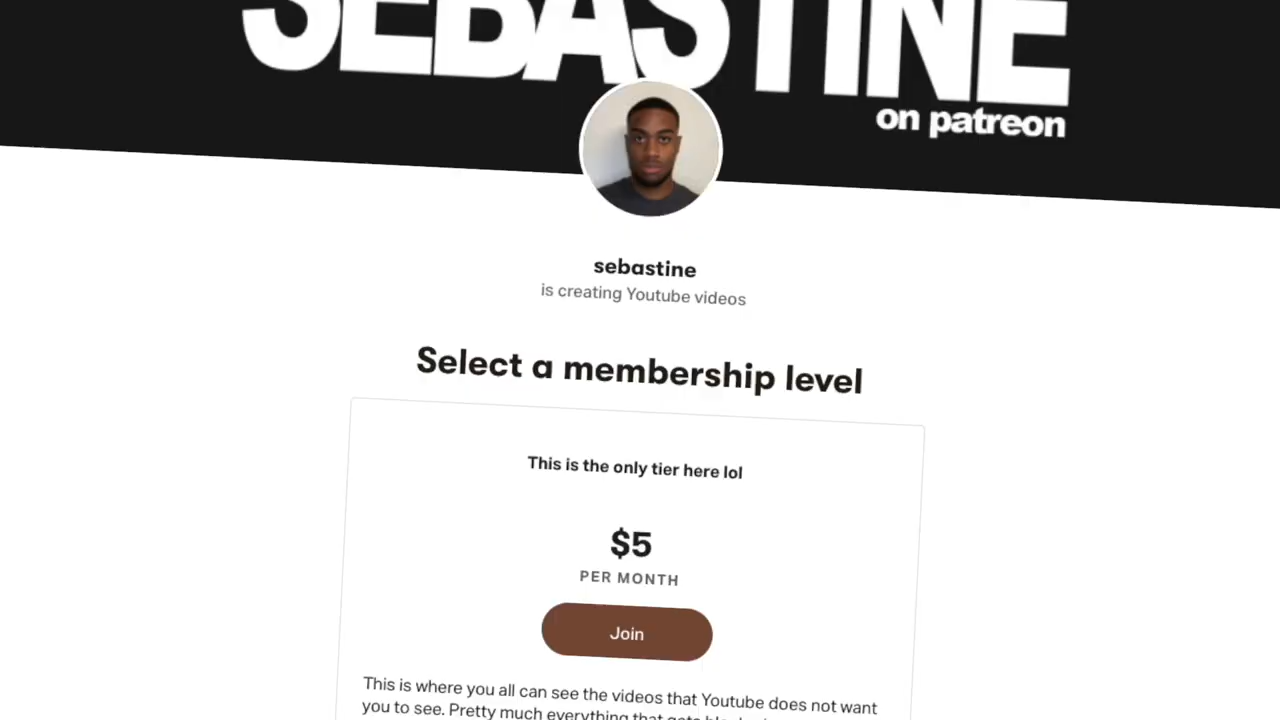 SEBASTINE
on patreon
sebastine
is creating Youtube videos
Select a membership level
This is the only tier here lol
$5
PER MONTH
Join
This is where you all can see the videos that Youtube does not want
you to see. Pretty much everything that gets